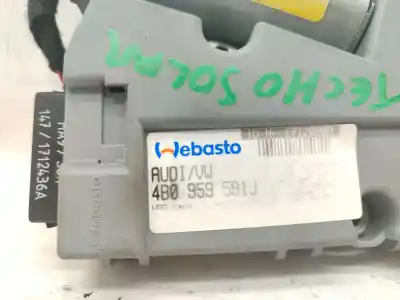 TECHO SOLAR
Webasto
AUDI/VW
4B0 959 591J
147/1712436A